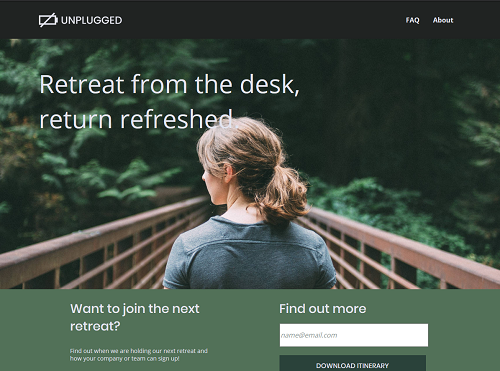 UNPLUGGED
FAQ About
Retreat from the desk,
return refreshed
Want to join the next
retreat?
Find out when we are holding our next retreat and
how your company or team can sign up!
Find out more
name@email.com
DOWNLOAD ITINERARY